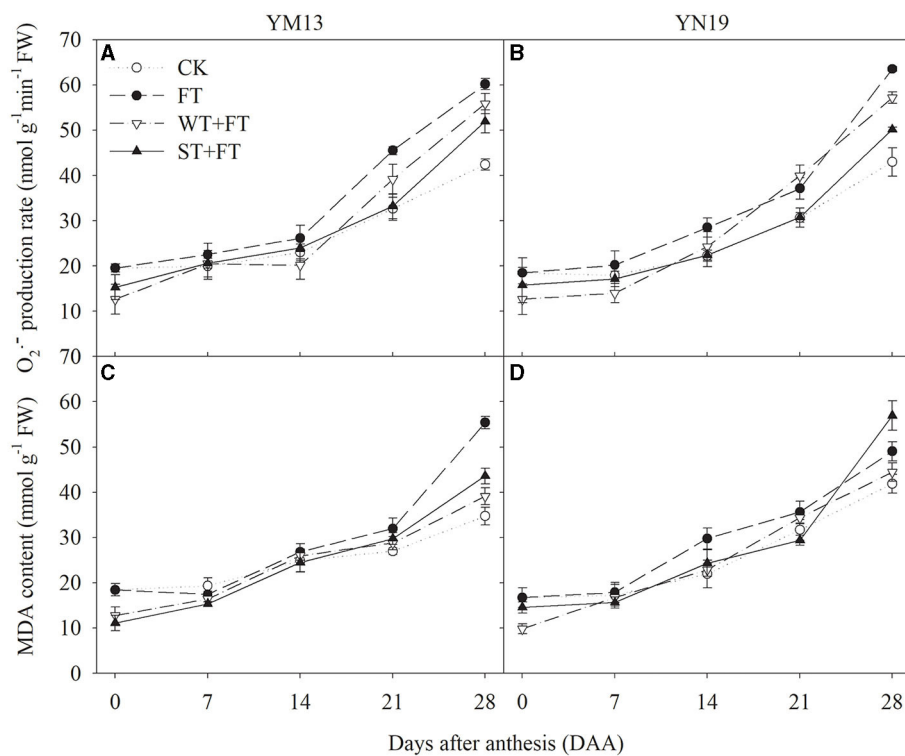 YM13 YN19
O₂·⁻ production rate (nmol g⁻¹min⁻¹ FW)
70
60
50
40
30
20
10
A
CK
FT
WT+FT
ST+FT
B
MDA content (mmol g⁻¹ FW)
70
60
50
40
30
20
10
0
C
D
0 7 14 21 28 0 7 14 21 28
Days after anthesis (DAA)